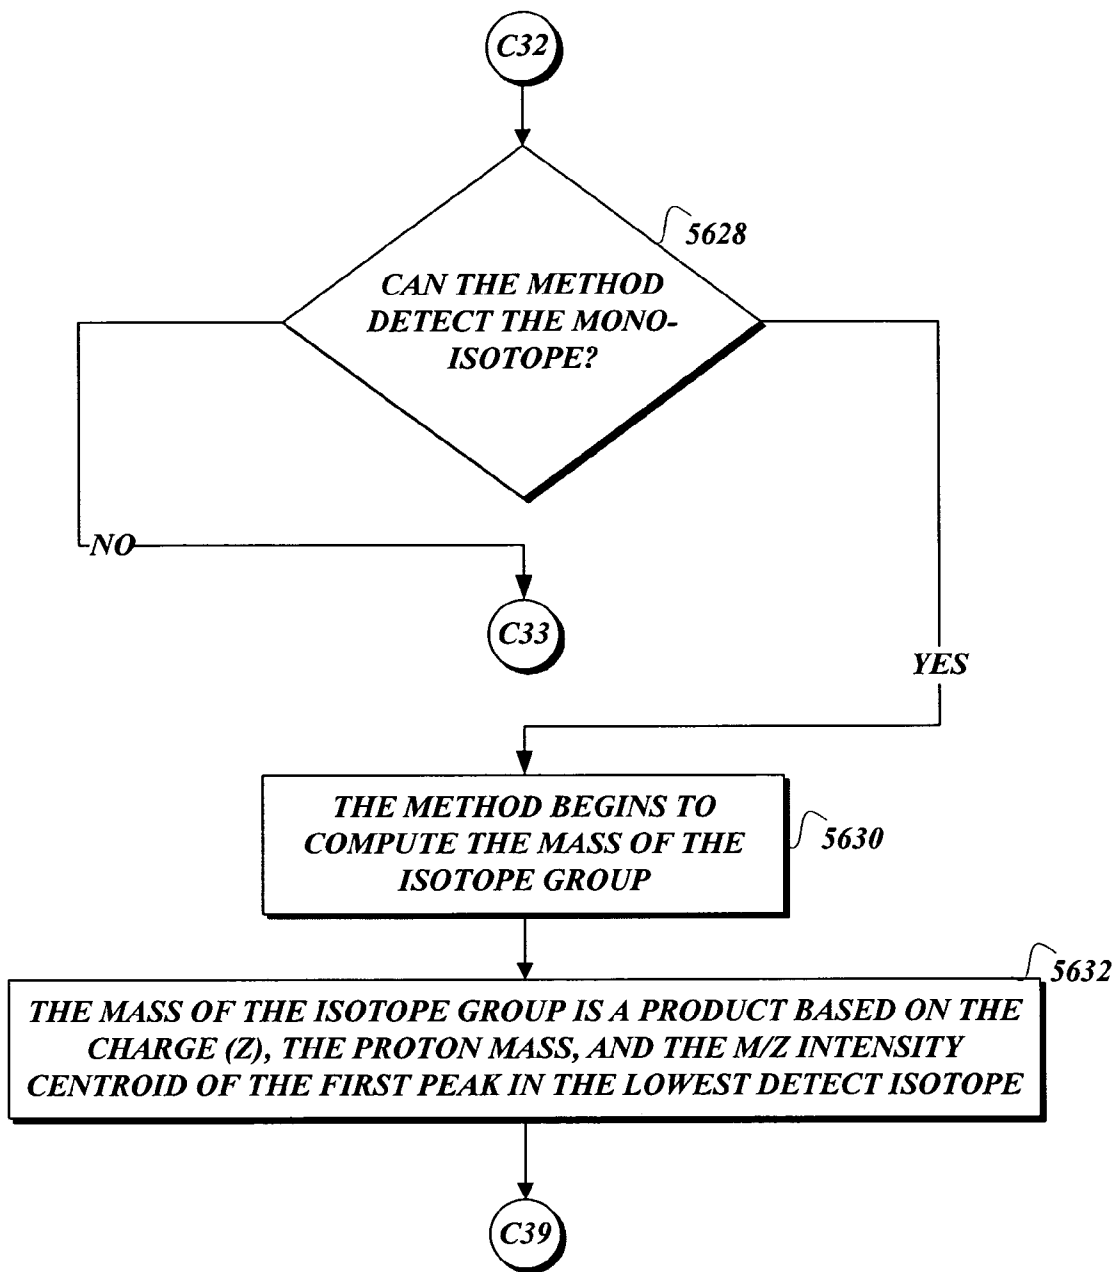 C32
5628
CAN THE METHOD
DETECT THE MONO-
ISOTOPE?
NO
C33
YES
THE METHOD BEGINS TO
COMPUTE THE MASS OF THE
ISOTOPE GROUP
5630
5632
THE MASS OF THE ISOTOPE GROUP IS A PRODUCT BASED ON THE
CHARGE (Z), THE PROTON MASS, AND THE M/Z INTENSITY
CENTROID OF THE FIRST PEAK IN THE LOWEST DETECT ISOTOPE
C39